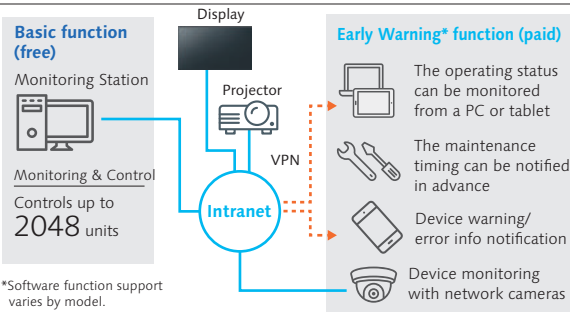 Basic function
(free)
Monitoring Station
Monitoring & Control
Controls up to
2048 units
*Software function support
varies by model.
Display
Projector
VPN
Intranet
Early Warning* function (paid)
The operating status
can be monitored
from a PC or tablet
The maintenance
timing can be notified
in advance
Device warning/
error info notification
Device monitoring
with network cameras